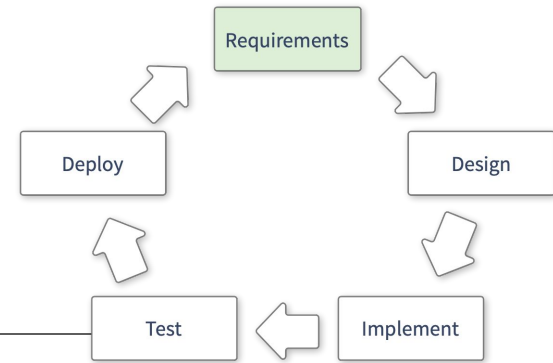 Requirements
Deploy
Design
Test
Implement